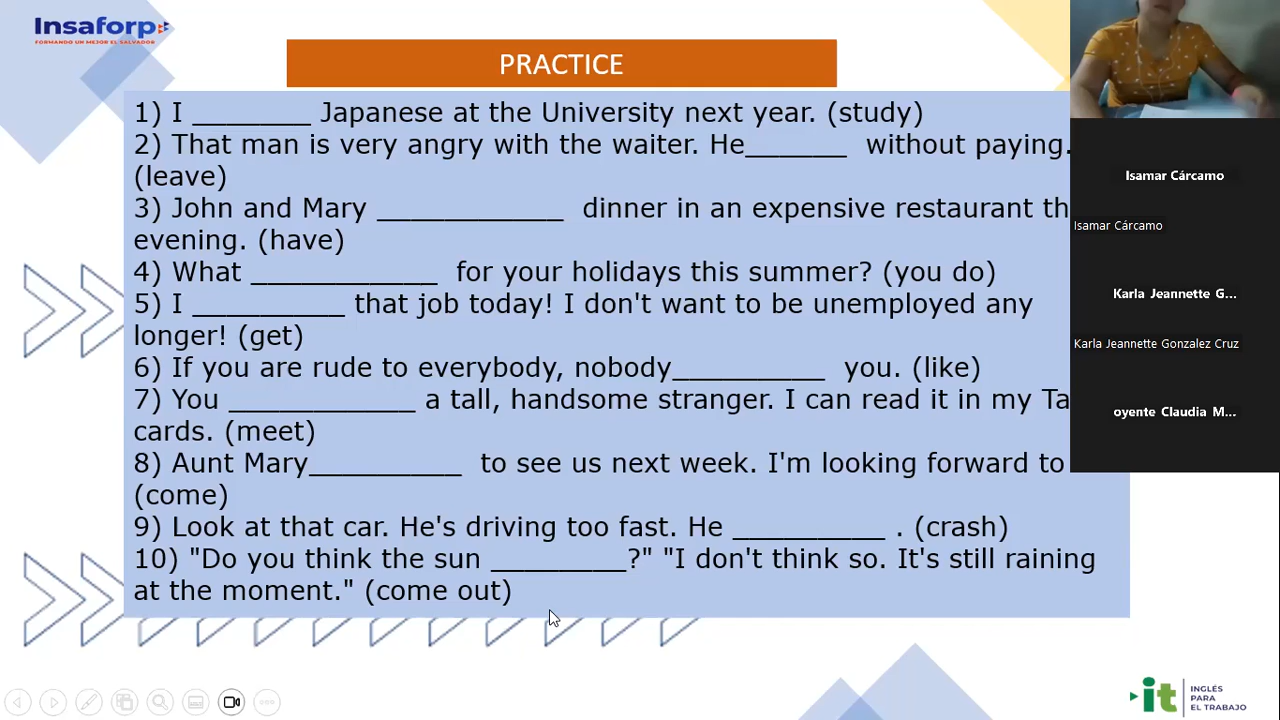 Insaforp
FORMANDO UN MEJOR EL SALVADOR
PRACTICE
1) I _______ Japanese at the University next year. (study)
2) That man is very angry with the waiter. He______ without paying.
(leave)
3) John and Mary ___________ dinner in an expensive restaurant th
evening. (have)
4) What ___________ for your holidays this summer? (you do)
5) I _________ that job today! I don't want to be unemployed any
longer! (get)
6) If you are rude to everybody, nobody_________ you. (like)
7) You ___________ a tall, handsome stranger. I can read it in my Ta
cards. (meet)
8) Aunt Mary_________ to see us next week. I'm looking forward to
(come)
9) Look at that car. He's driving too fast. He _________ . (crash)
10) "Do you think the sun ________?" "I don't think so. It's still raining
at the moment." (come out)
Isamar Cárcamo
Isamar Cárcamo
Karla Jeannette G...
Karla Jeannette Gonzalez Cruz
oyente Claudia M...
it
INGLÉS
PARA
EL TRABAJO